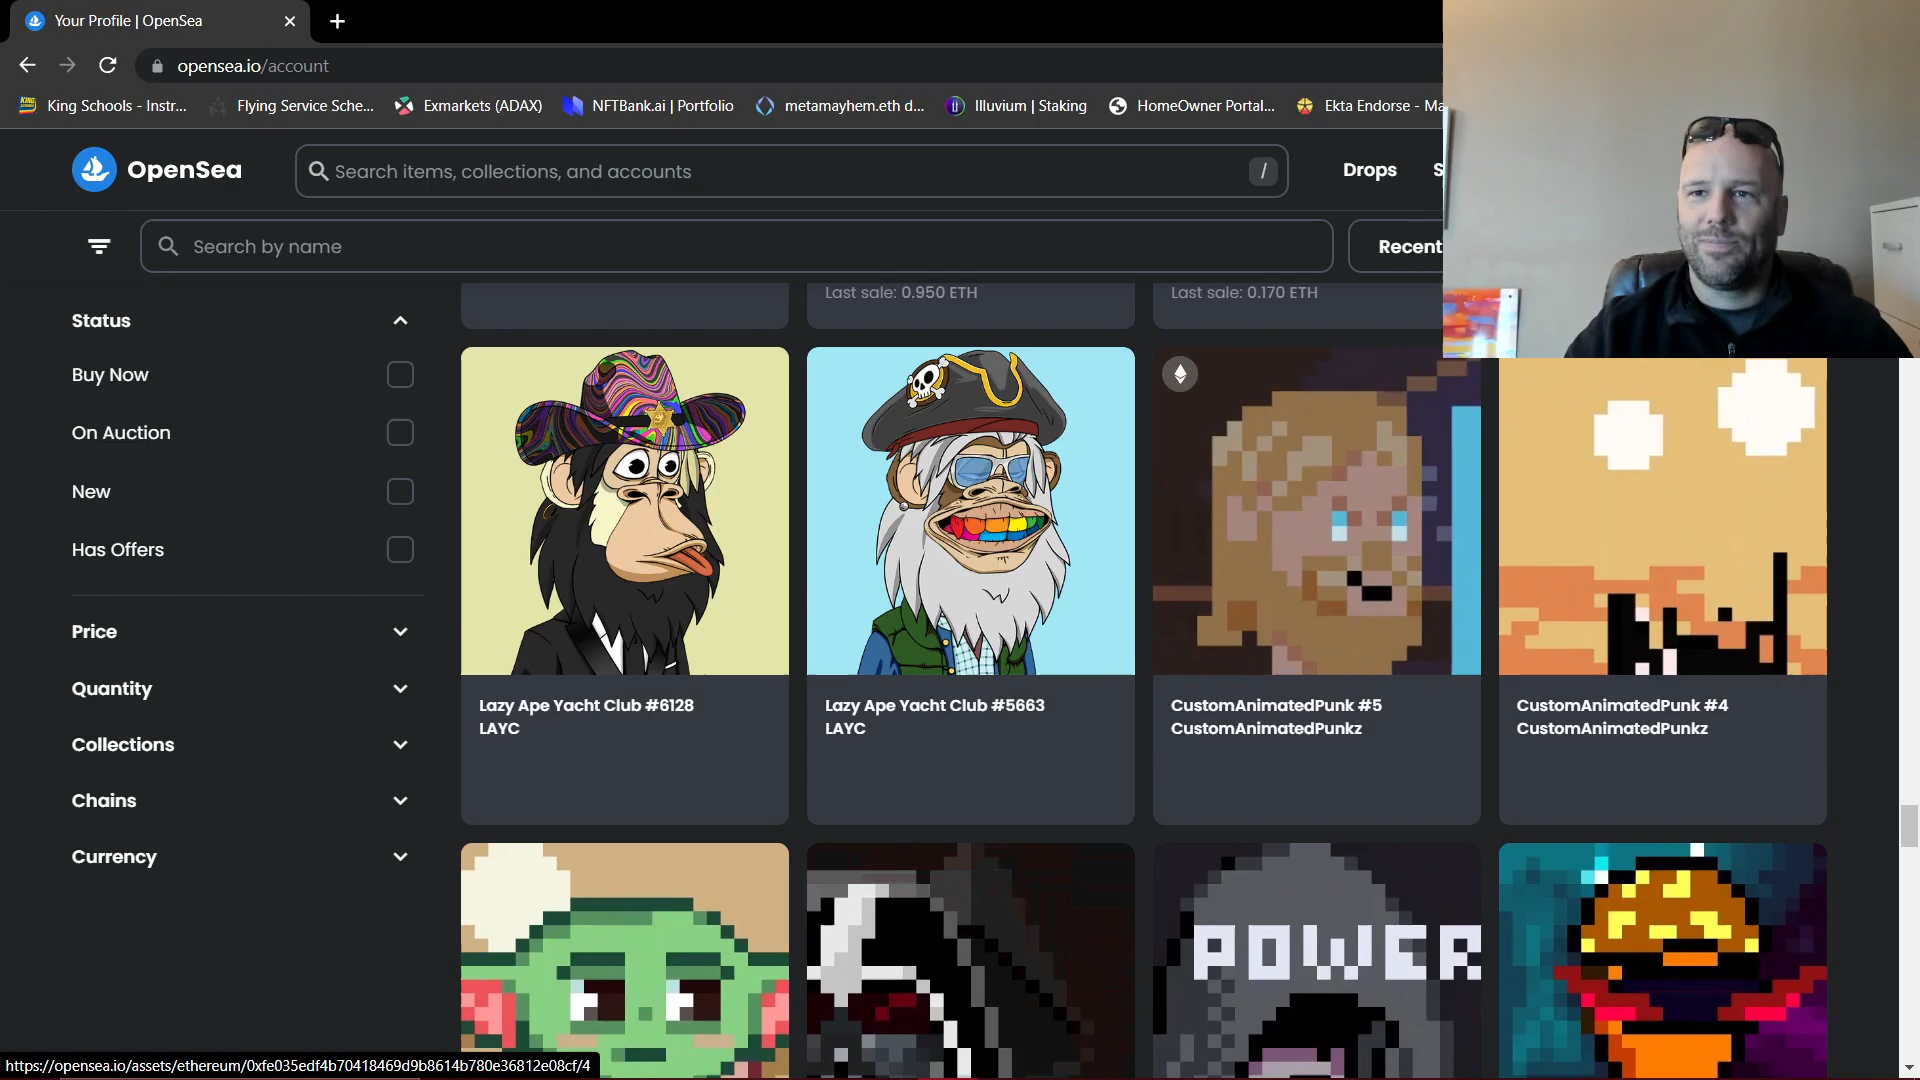 Your Profile | OpenSea
opensea.io/account
King Schools - Instr...
Flying Service Sche...
Exmarkets (ADAX)
NFTBank.ai | Portfolio
metamayhem.eth d...
Illuvium | Staking
HomeOwner Portal...
Ekta Endorse - Ma
OpenSea
Search items, collections, and accounts
/
Drops
S
Search by name
Recent
Status
Buy Now
On Auction
New
Has Offers
Price
Quantity
Collections
Chains
Currency
Last sale: 0.950 ETH
Last sale: 0.170 ETH
Lazy Ape Yacht Club #6128
LAYC
Lazy Ape Yacht Club #5663
LAYC
CustomAnimatedPunk #5
CustomAnimatedPunkz
CustomAnimatedPunk #4
CustomAnimatedPunkz
POWER
https://opensea.io/assets/ethereum/0xfe035edf4b70418469d9b8614b780e36812e08cf/4